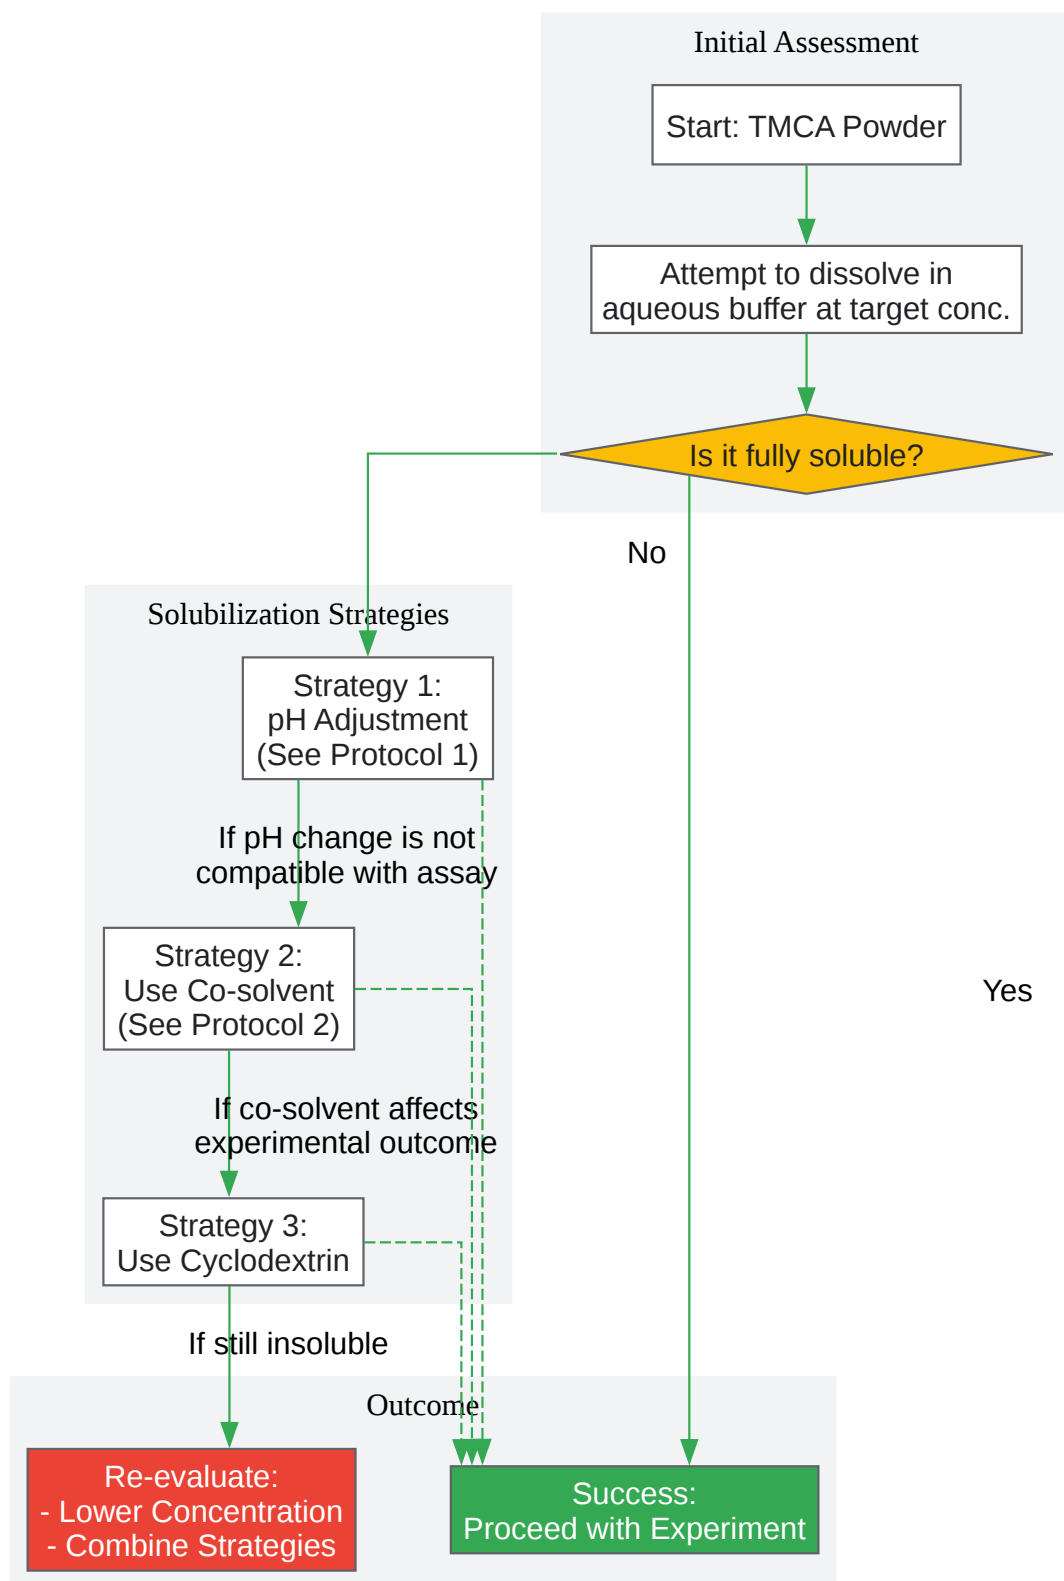 Initial Assessment
Start: TMCA Powder
Attempt to dissolve in
aqueous buffer at target conc.
Is it fully soluble?
No
Solubilization Strategies
Strategy 1:
pH Adjustment
(See Protocol 1)
If pH change is not
compatible with assay
Strategy 2:
Use Co-solvent
(See Protocol 2)
Yes
If co-solvent affects
experimental outcome
Strategy 3:
Use Cyclodextrin
If still insoluble
Outcome
Re-evaluate:
- Lower Concentration
- Combine Strategies
Success:
Proceed with Experiment